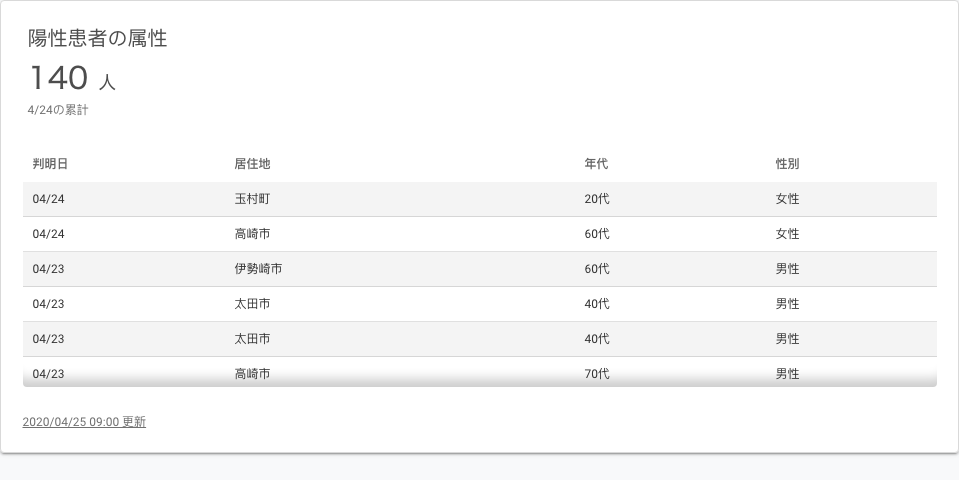 陽性患者の属性
140 人
4/24の累計
判明日 居住地 年代 性別
04/24 玉村町 20代 女性
04/24 高崎市 60代 女性
04/23 伊勢崎市 60代 男性
04/23 太田市 40代 男性
04/23 太田市 40代 男性
04/23 高崎市 70代 男性
2020/04/25 09:00 更新